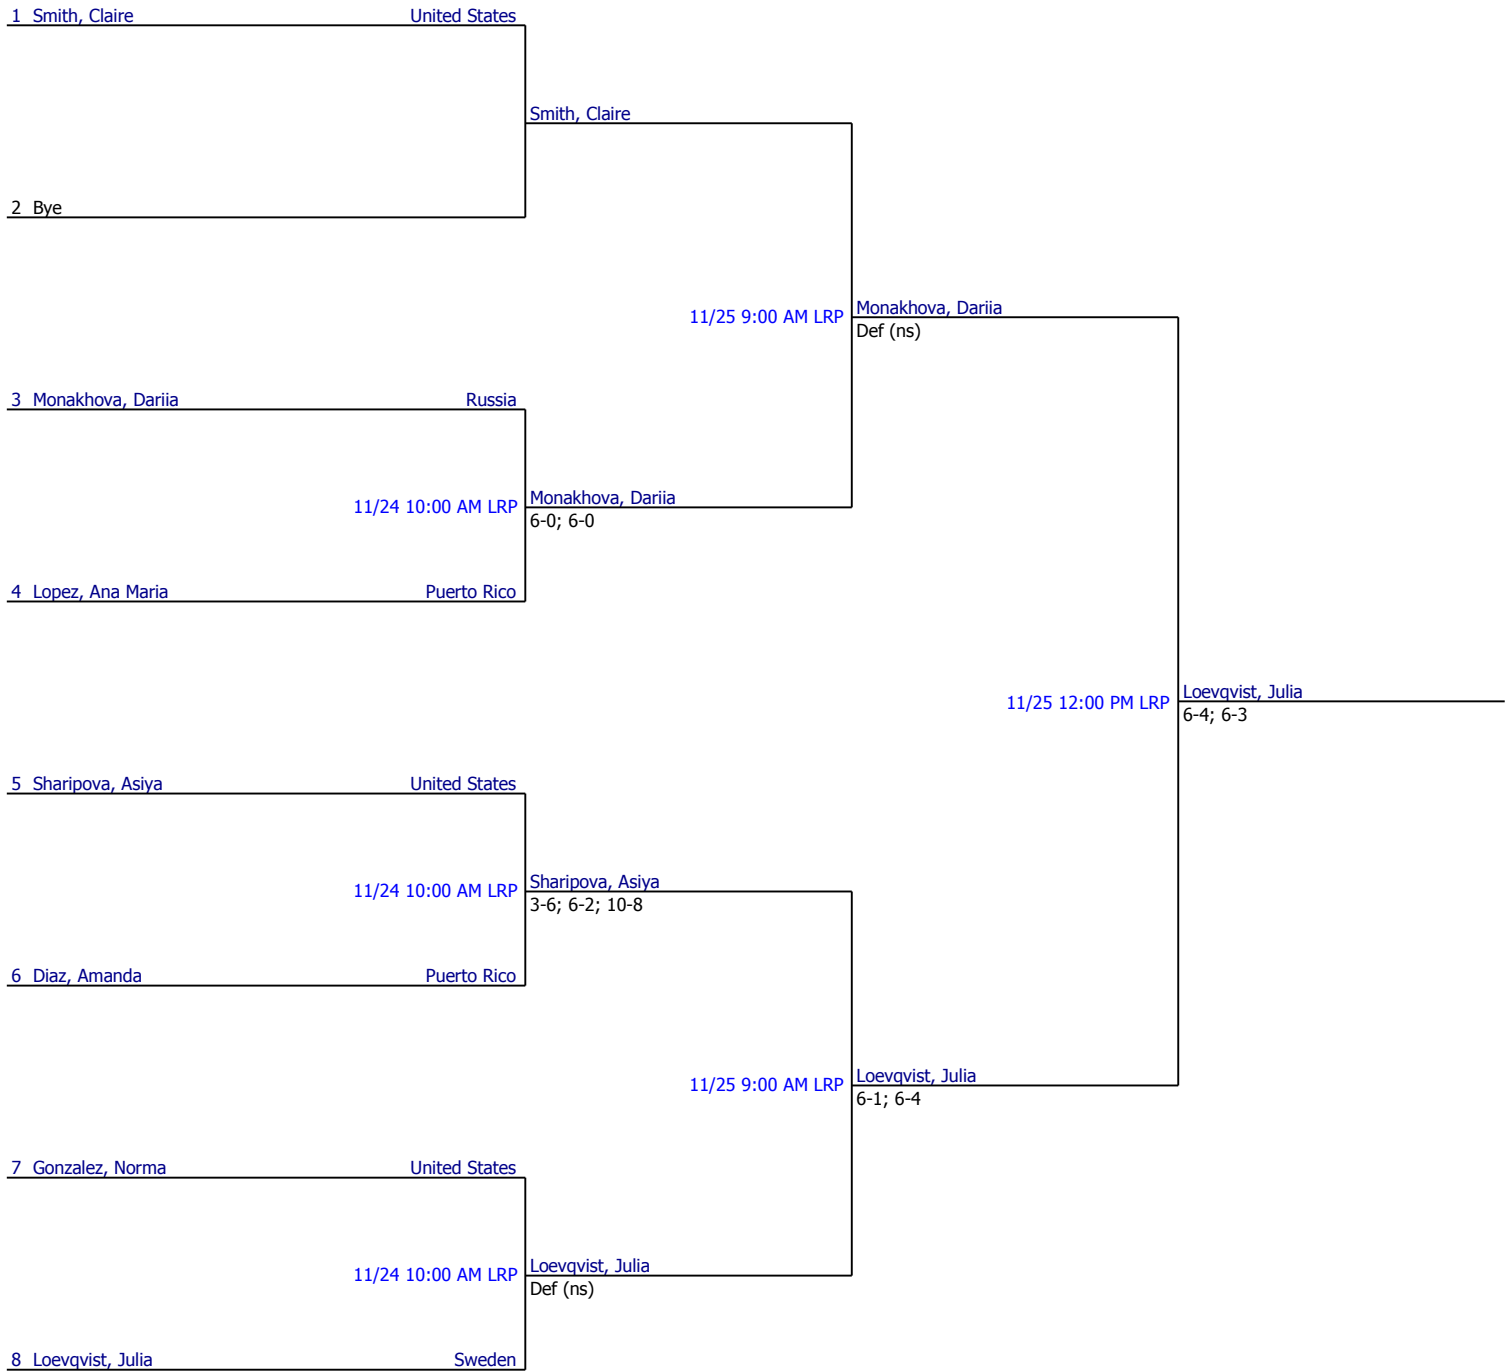 1 Smith, Claire United States
Smith, Claire
2 Bye
11/25 9:00 AM LRP Monakhova, Dariia
Def (ns)
3 Monakhova, Dariia Russia
11/24 10:00 AM LRP Monakhova, Dariia
6-0; 6-0
4 Lopez, Ana Maria Puerto Rico
11/25 12:00 PM LRP Loevqvist, Julia
6-4; 6-3
5 Sharipova, Asiya United States
11/24 10:00 AM LRP Sharipova, Asiya
3-6; 6-2; 10-8
6 Diaz, Amanda Puerto Rico
11/25 9:00 AM LRP Loevqvist, Julia
6-1; 6-4
7 Gonzalez, Norma United States
11/24 10:00 AM LRP Loevqvist, Julia
Def (ns)
8 Loevqvist, Julia Sweden